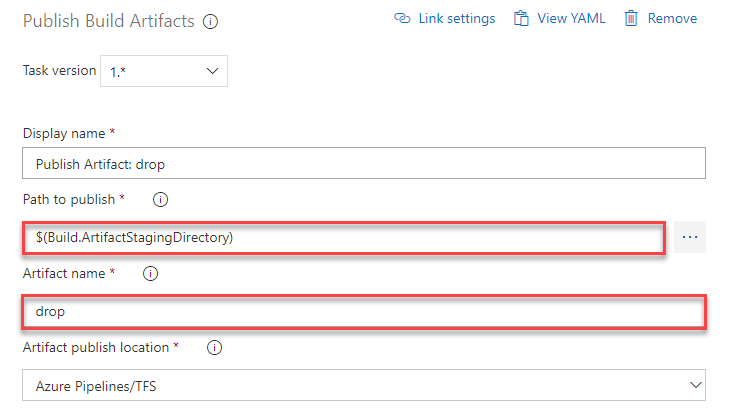 Publish Build Artifacts
Link settings
View YAML
Remove
Task version
1.*
Display name *
Publish Artifact: drop
Path to publish *
$(Build.ArtifactStagingDirectory)
...
Artifact name *
drop
Artifact publish location *
Azure Pipelines/TFS